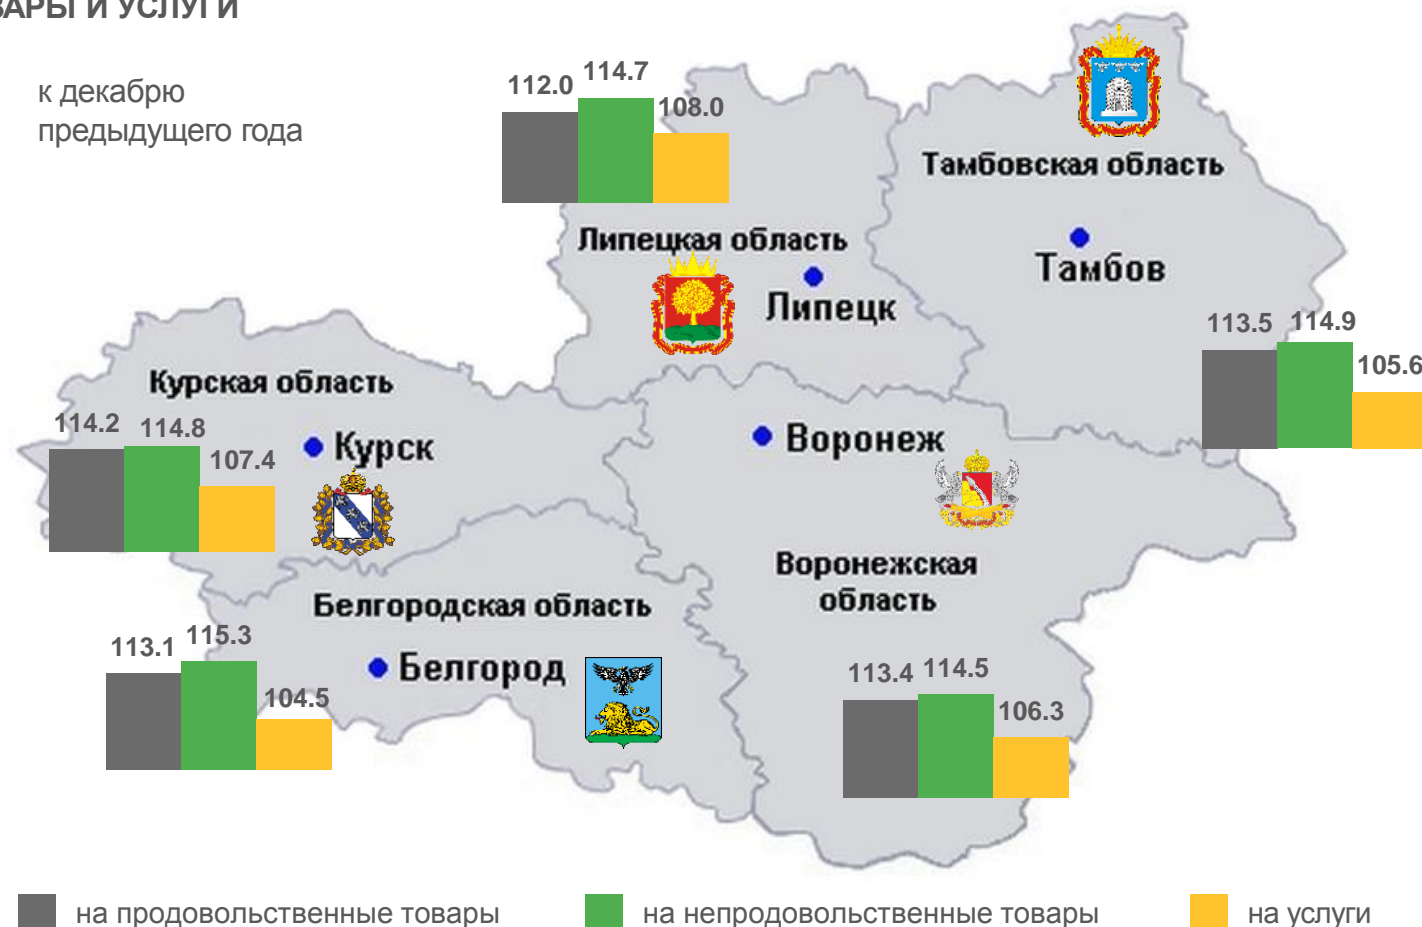 ВАРЫ И УСЛУГИ
к декабрю
предыдущего года
112.0 114.7 108.0
Тамбовская область
Тамбов
Липецкая область
Липецк
113.5 114.9 105.6
Курская область
114.2 114.8 107.4
Курск
Воронеж
Воронежская
область
Белгородская область
113.1 115.3 104.5
Белгород
113.4 114.5 106.3
на продовольственные товары
на непродовольственные товары
на услуги